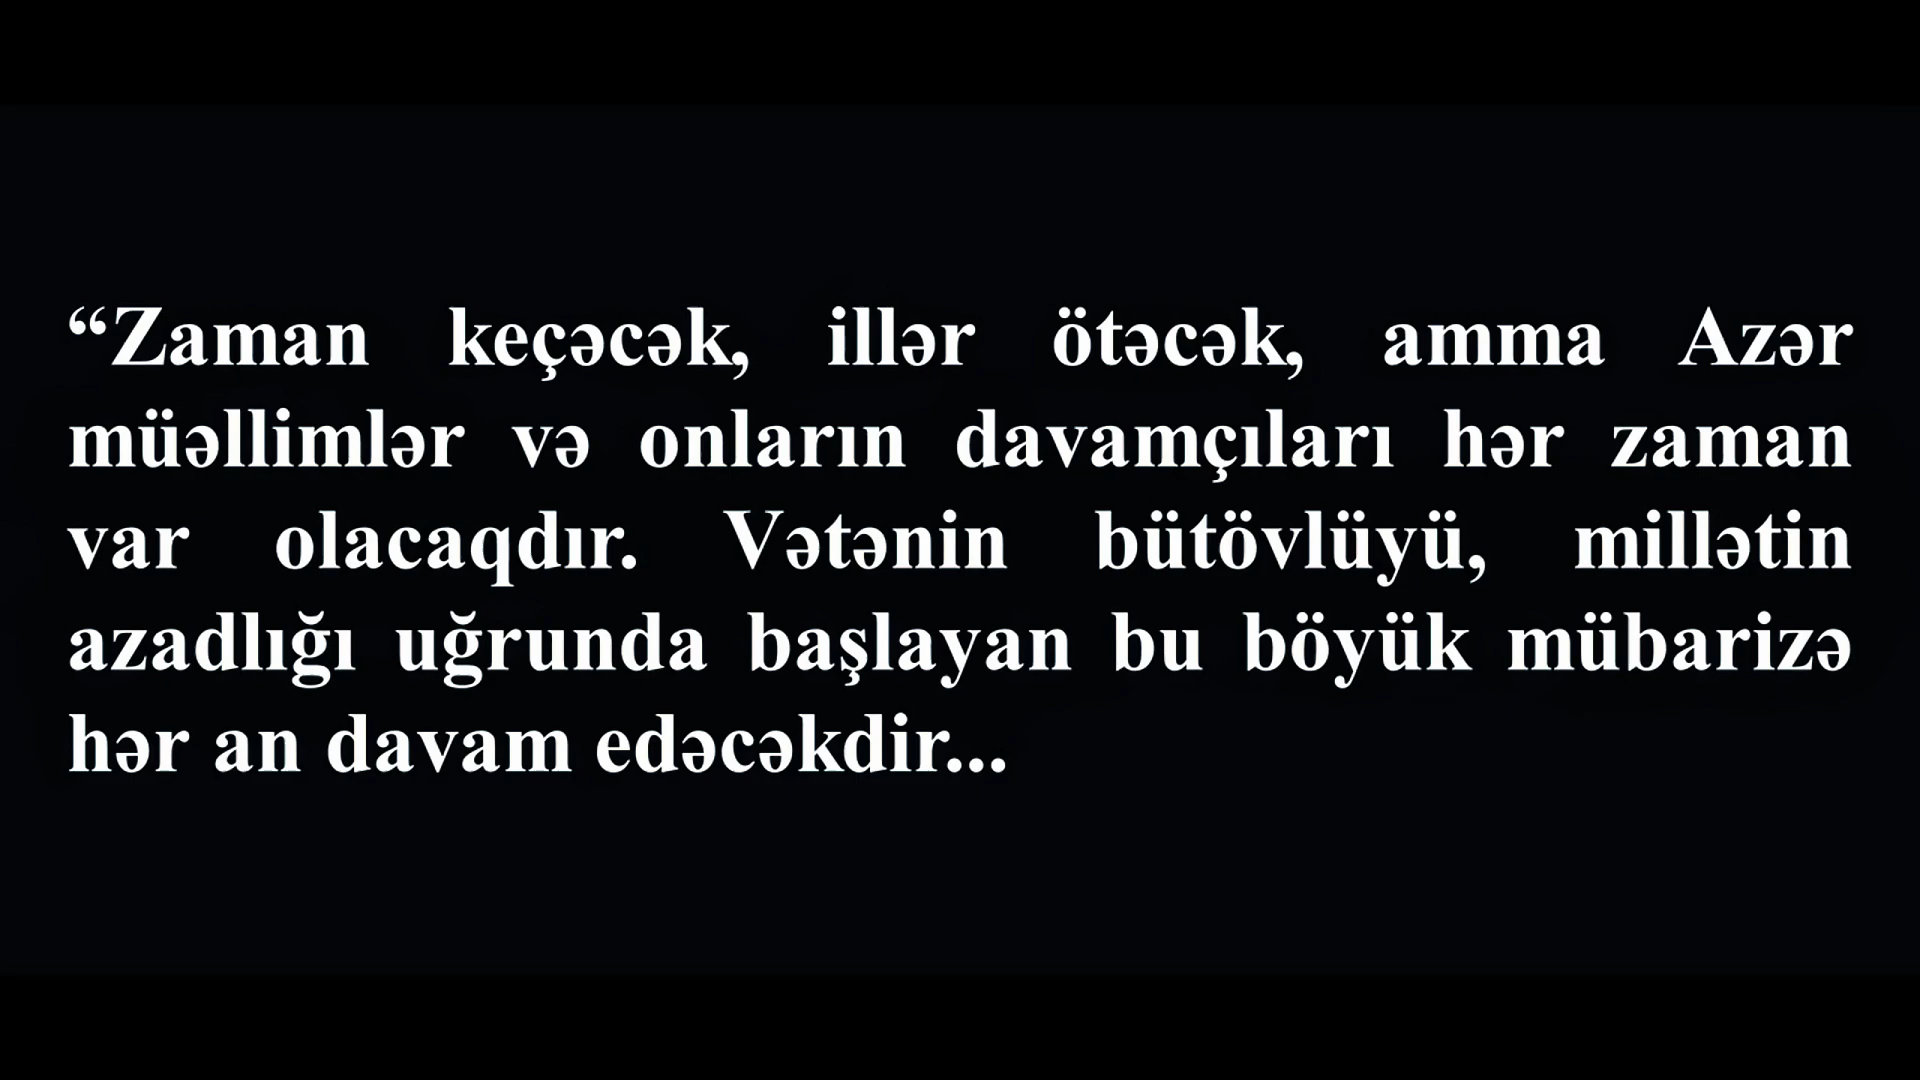 “Zaman keçəcək, illər ötəcək, amma Azər
müəllimlər və onların davamçıları hər zaman
var olacaqdır. Vətənin bütövlüyü, millətin
azadlığı uğrunda başlayan bu böyük mübarizə
hər an davam edəcəkdir...